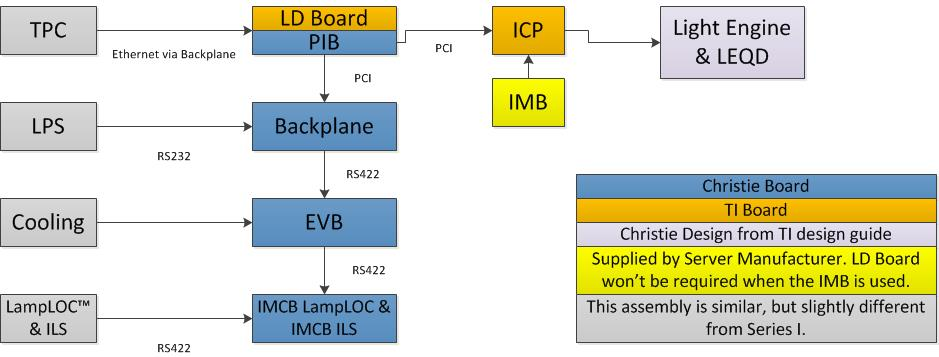 TPC
Ethernet via Backplane
LD Board
PIB
PCI
ICP
Light Engine
& LEQD
IMB
PCI
LPS
RS232
Backplane
RS422
Cooling
EVB
RS422
LampLOC™
& ILS
RS422
IMCB LampLOC &
IMCB ILS
Christie Board
TI Board
Christie Design from TI design guide
Supplied by Server Manufacturer. LD Board
won't be required when the IMB is used.
This assembly is similar, but slightly different
from Series I.